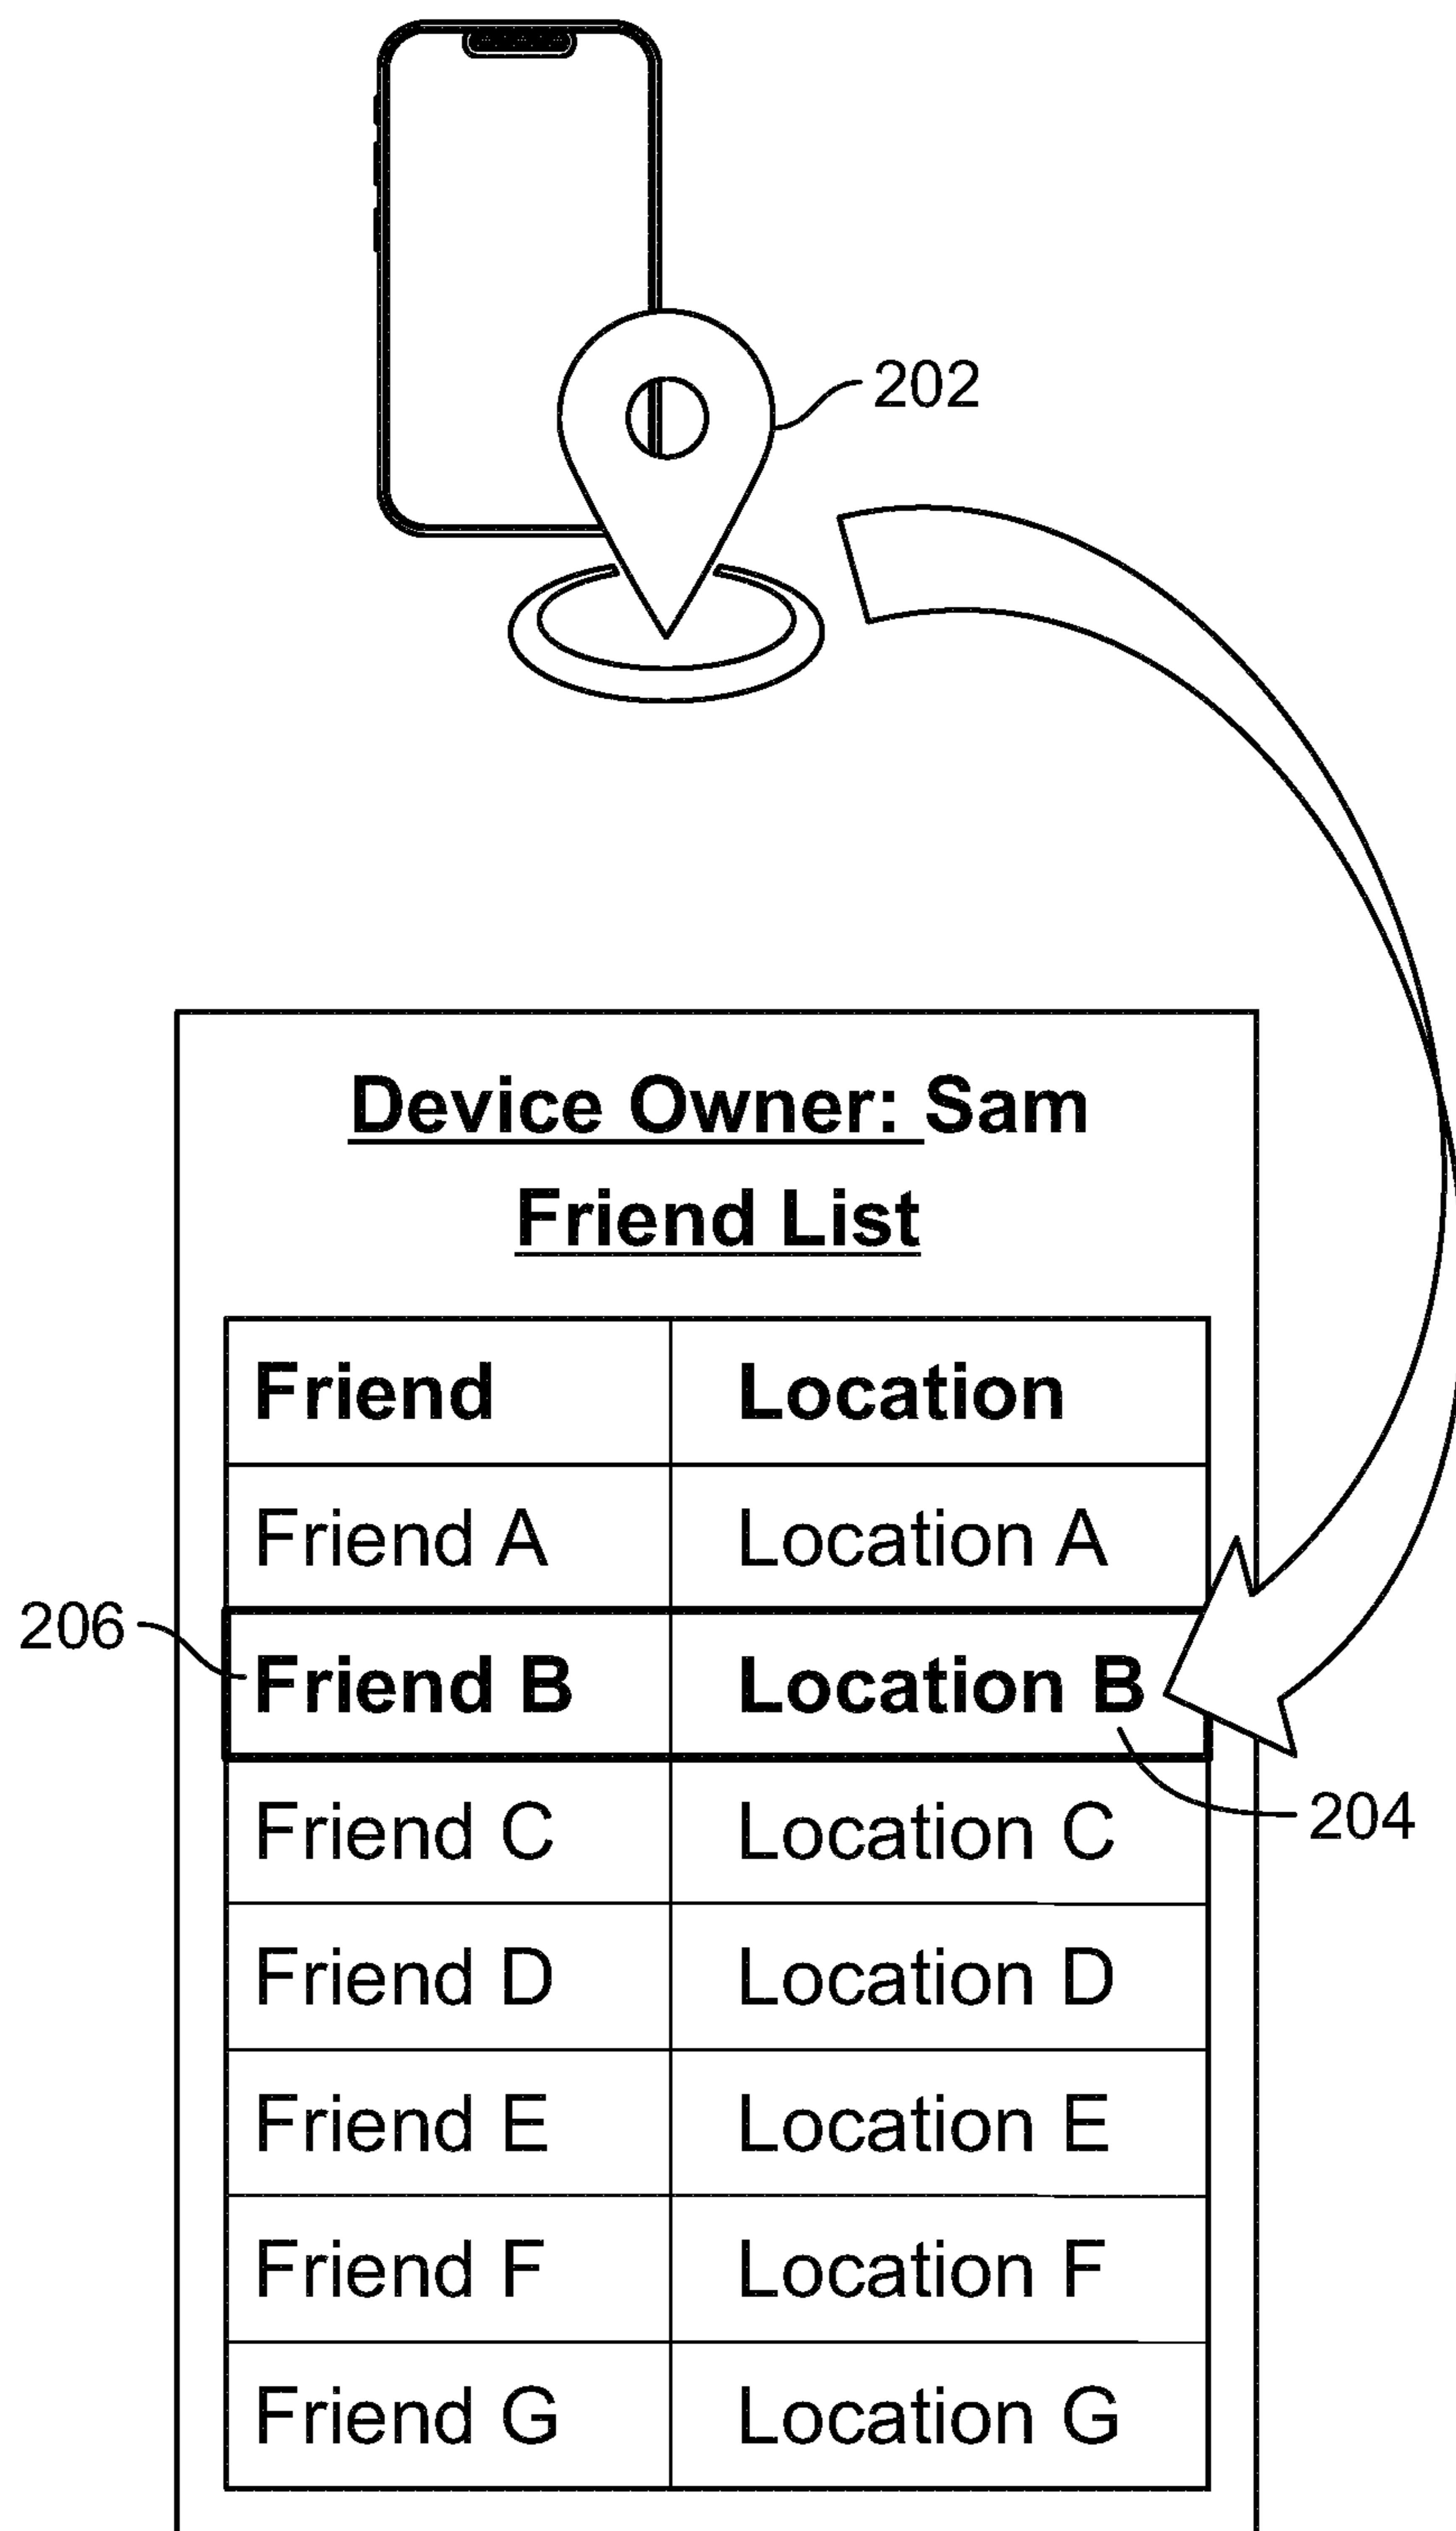 202
Device Owner: Sam
Friend List
Friend Location
Friend A Location A
206
Friend B Location B
204
Friend C Location C
Friend D Location D
Friend E Location E
Friend F Location F
Friend G Location G